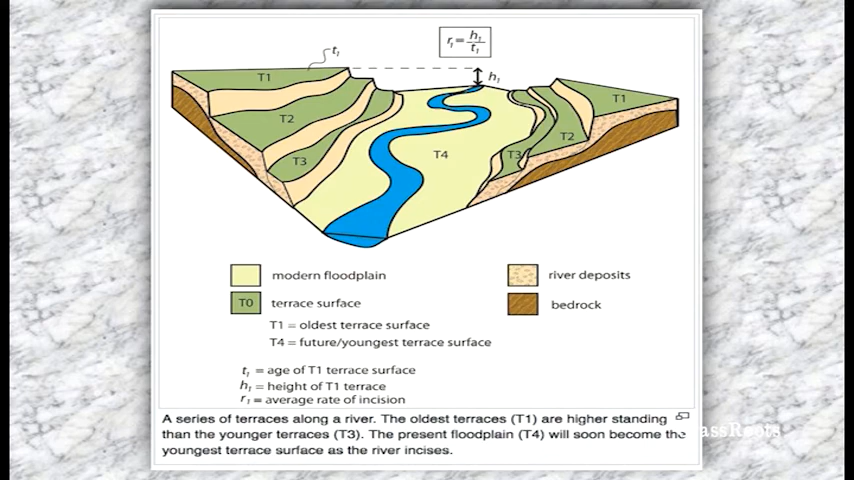 t1
r1 = h1/t1
h1
T1
T1
T2
T2
T3
T3
T4
modern floodplain
river deposits
T0 terrace surface
bedrock
T1 = oldest terrace surface
T4 = future/youngest terrace surface
t1 = age of T1 terrace surface
h1 = height of T1 terrace
r1 = average rate of incision
A series of terraces along a river. The oldest terraces (T1) are higher standing
than the younger terraces (T3). The present floodplain (T4) will soon become the
youngest terrace surface as the river incises.